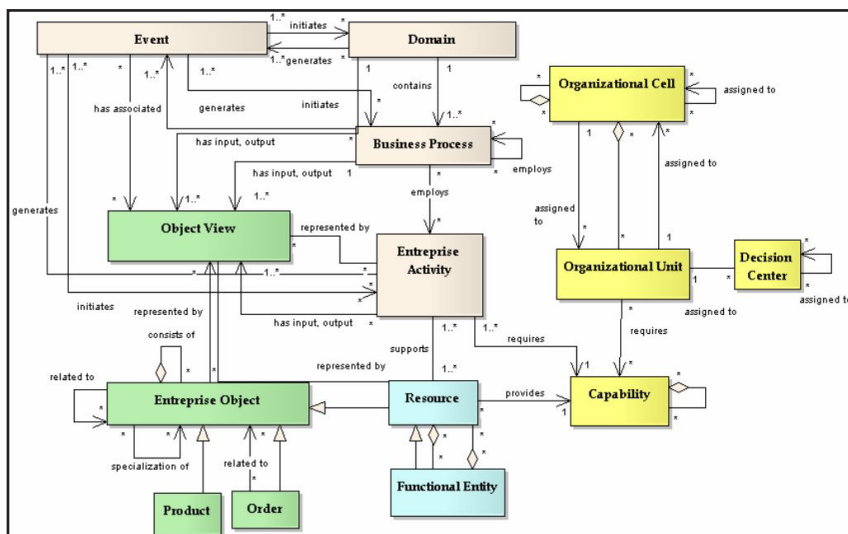 1..* initiates *
Event
Domain
1..* generates *
1..* 1..* * 1..* 1..* 1 1
contains
has associated
generates
initiates
Organizational Cell
assigned to
* 1..*
Business Process
has input, output
employs
has input, output
1
employs
1
assigned to
assigned to
generates
* 1..* 1..*
Object View
represented by
Entreprise
Activity
Organizational Unit
Decision
Center
assigned to
assigned to
initiates
represented by
has input, output
1..* 1..*
requires
requires
consists of
supports
related to
represented by
1..*
Entreprise Object
Resource
provides
1
Capability
specialization of
related to
Functional Entity
Product
Order